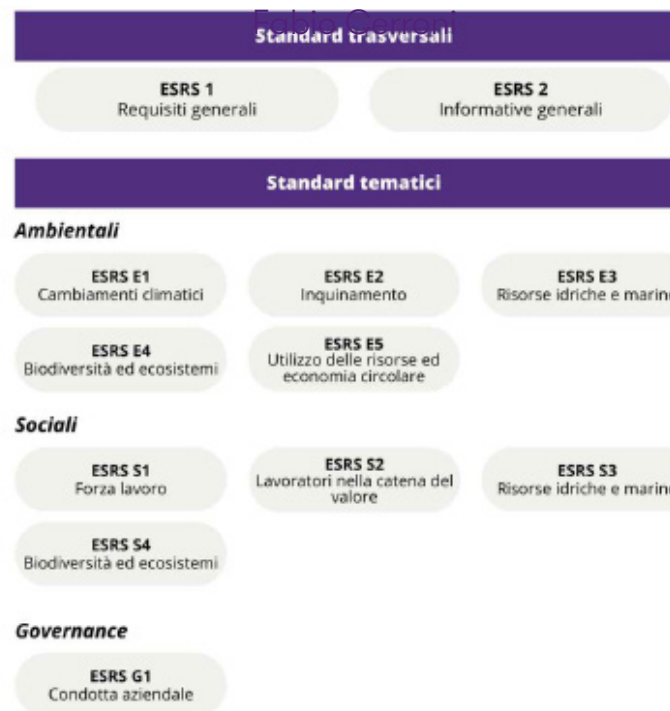 Fabio Cerroni
Standard trasversali
ESRS 1
Requisiti generali
ESRS 2
Informative generali
Standard tematici
Ambientali
ESRS E1
Cambiamenti climatici
ESRS E2
Inquinamento
ESRS E3
Risorse idriche e marine
ESRS E4
Biodiversità ed ecosistemi
ESRS E5
Utilizzo delle risorse ed
economia circolare
Sociali
ESRS S1
Forza lavoro
ESRS S2
Lavoratori nella catena del
valore
ESRS S3
Risorse idriche e marine
ESRS S4
Biodiversità ed ecosistemi
Governance
ESRS G1
Condotta aziendale